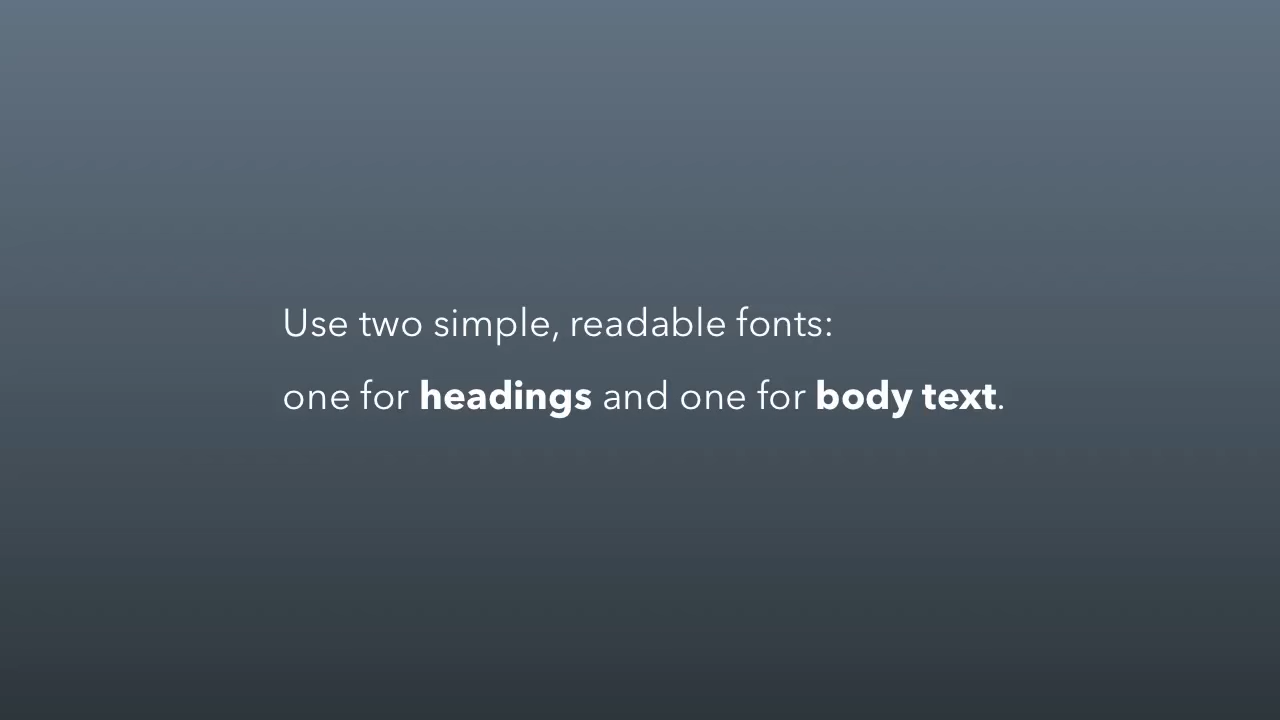 Use two simple, readable fonts:
one for headings and one for body text.